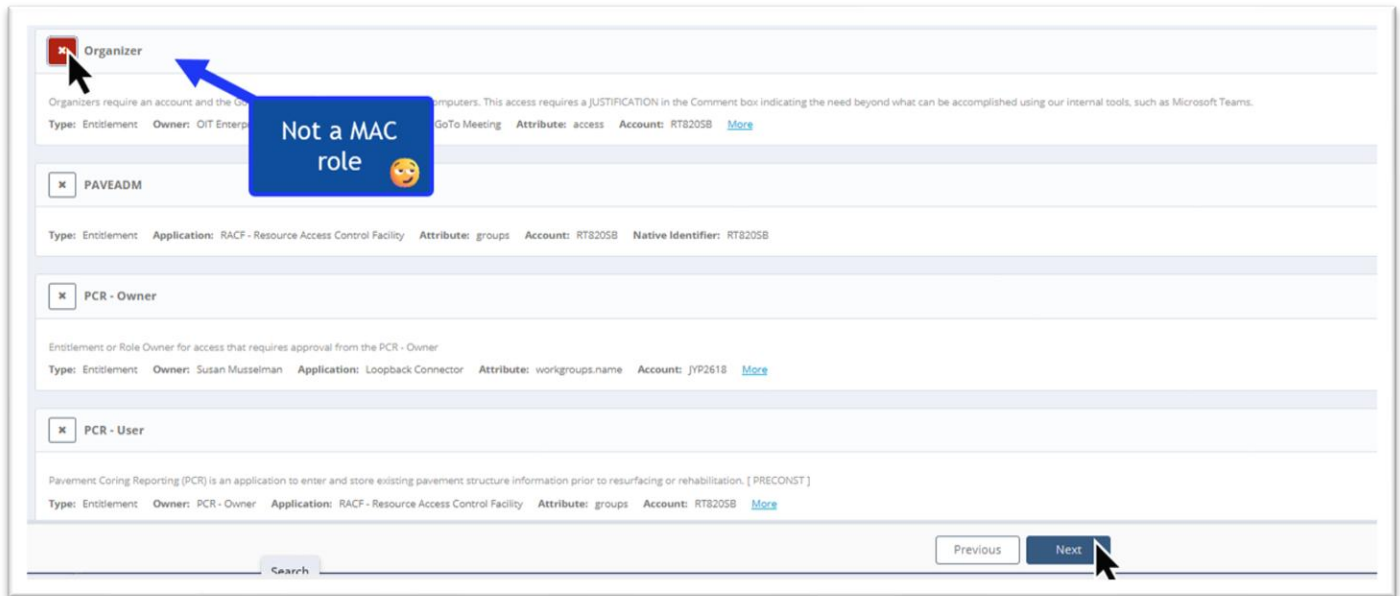 Organizer
Organizers require an account and the Go omputers. This access requires a JUSTIFICATION in the Comment box indicating the need beyond what can be accomplished using our internal tools, such as Microsoft Teams.
Type: Entitlement Owner: OIT Enterp GoTo Meeting Attribute: access Account: RT820SB More
Not a MAC
role
PAVEADM
Type: Entitlement Application: RACF - Resource Access Control Facility Attribute: groups Account: RT820SB Native Identifier: RT820SB
PCR - Owner
Entitlement or Role Owner for access that requires approval from the PCR - Owner
Type: Entitlement Owner: Susan Musselman Application: Loopback Connector Attribute: workgroups.name Account: JYP2618 More
PCR - User
Pavement Coring Reporting (PCR) is an application to enter and store existing pavement structure information prior to resurfacing or rehabilitation. [ PRECONST ]
Type: Entitlement Owner: PCR - Owner Application: RACF - Resource Access Control Facility Attribute: groups Account: RT820SB More
Previous Next
Search